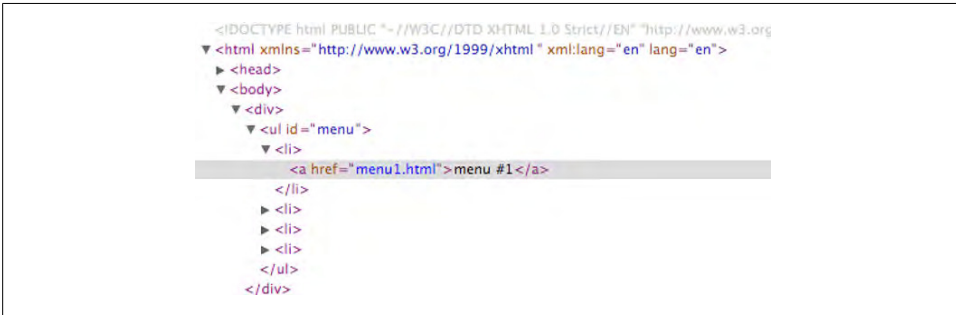 <!DOCTYPE html PUBLIC "-//W3C//DTD XHTML 1.0 Strict//EN" "http://www.w3.org
▼ <html xmlns="http://www.w3.org/1999/xhtml " xml:lang="en" lang="en">
▶ <head>
▼ <body>
▼ <div>
▼ <ul id="menu">
▼ <li>
<a href="menu1.html">menu #1</a>
</li>
▶ <li>
▶ <li>
▶ <li>
</ul>
</div>